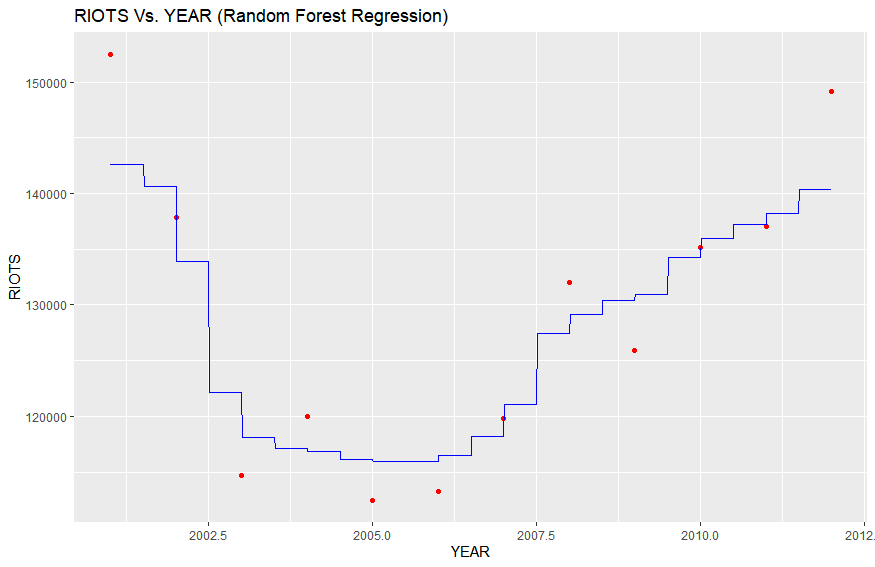 RIOTS Vs. YEAR (Random Forest Regression)
150000
140000
130000
120000
RIOTS
2002.5 2005.0 2007.5 2010.0 2012.
YEAR